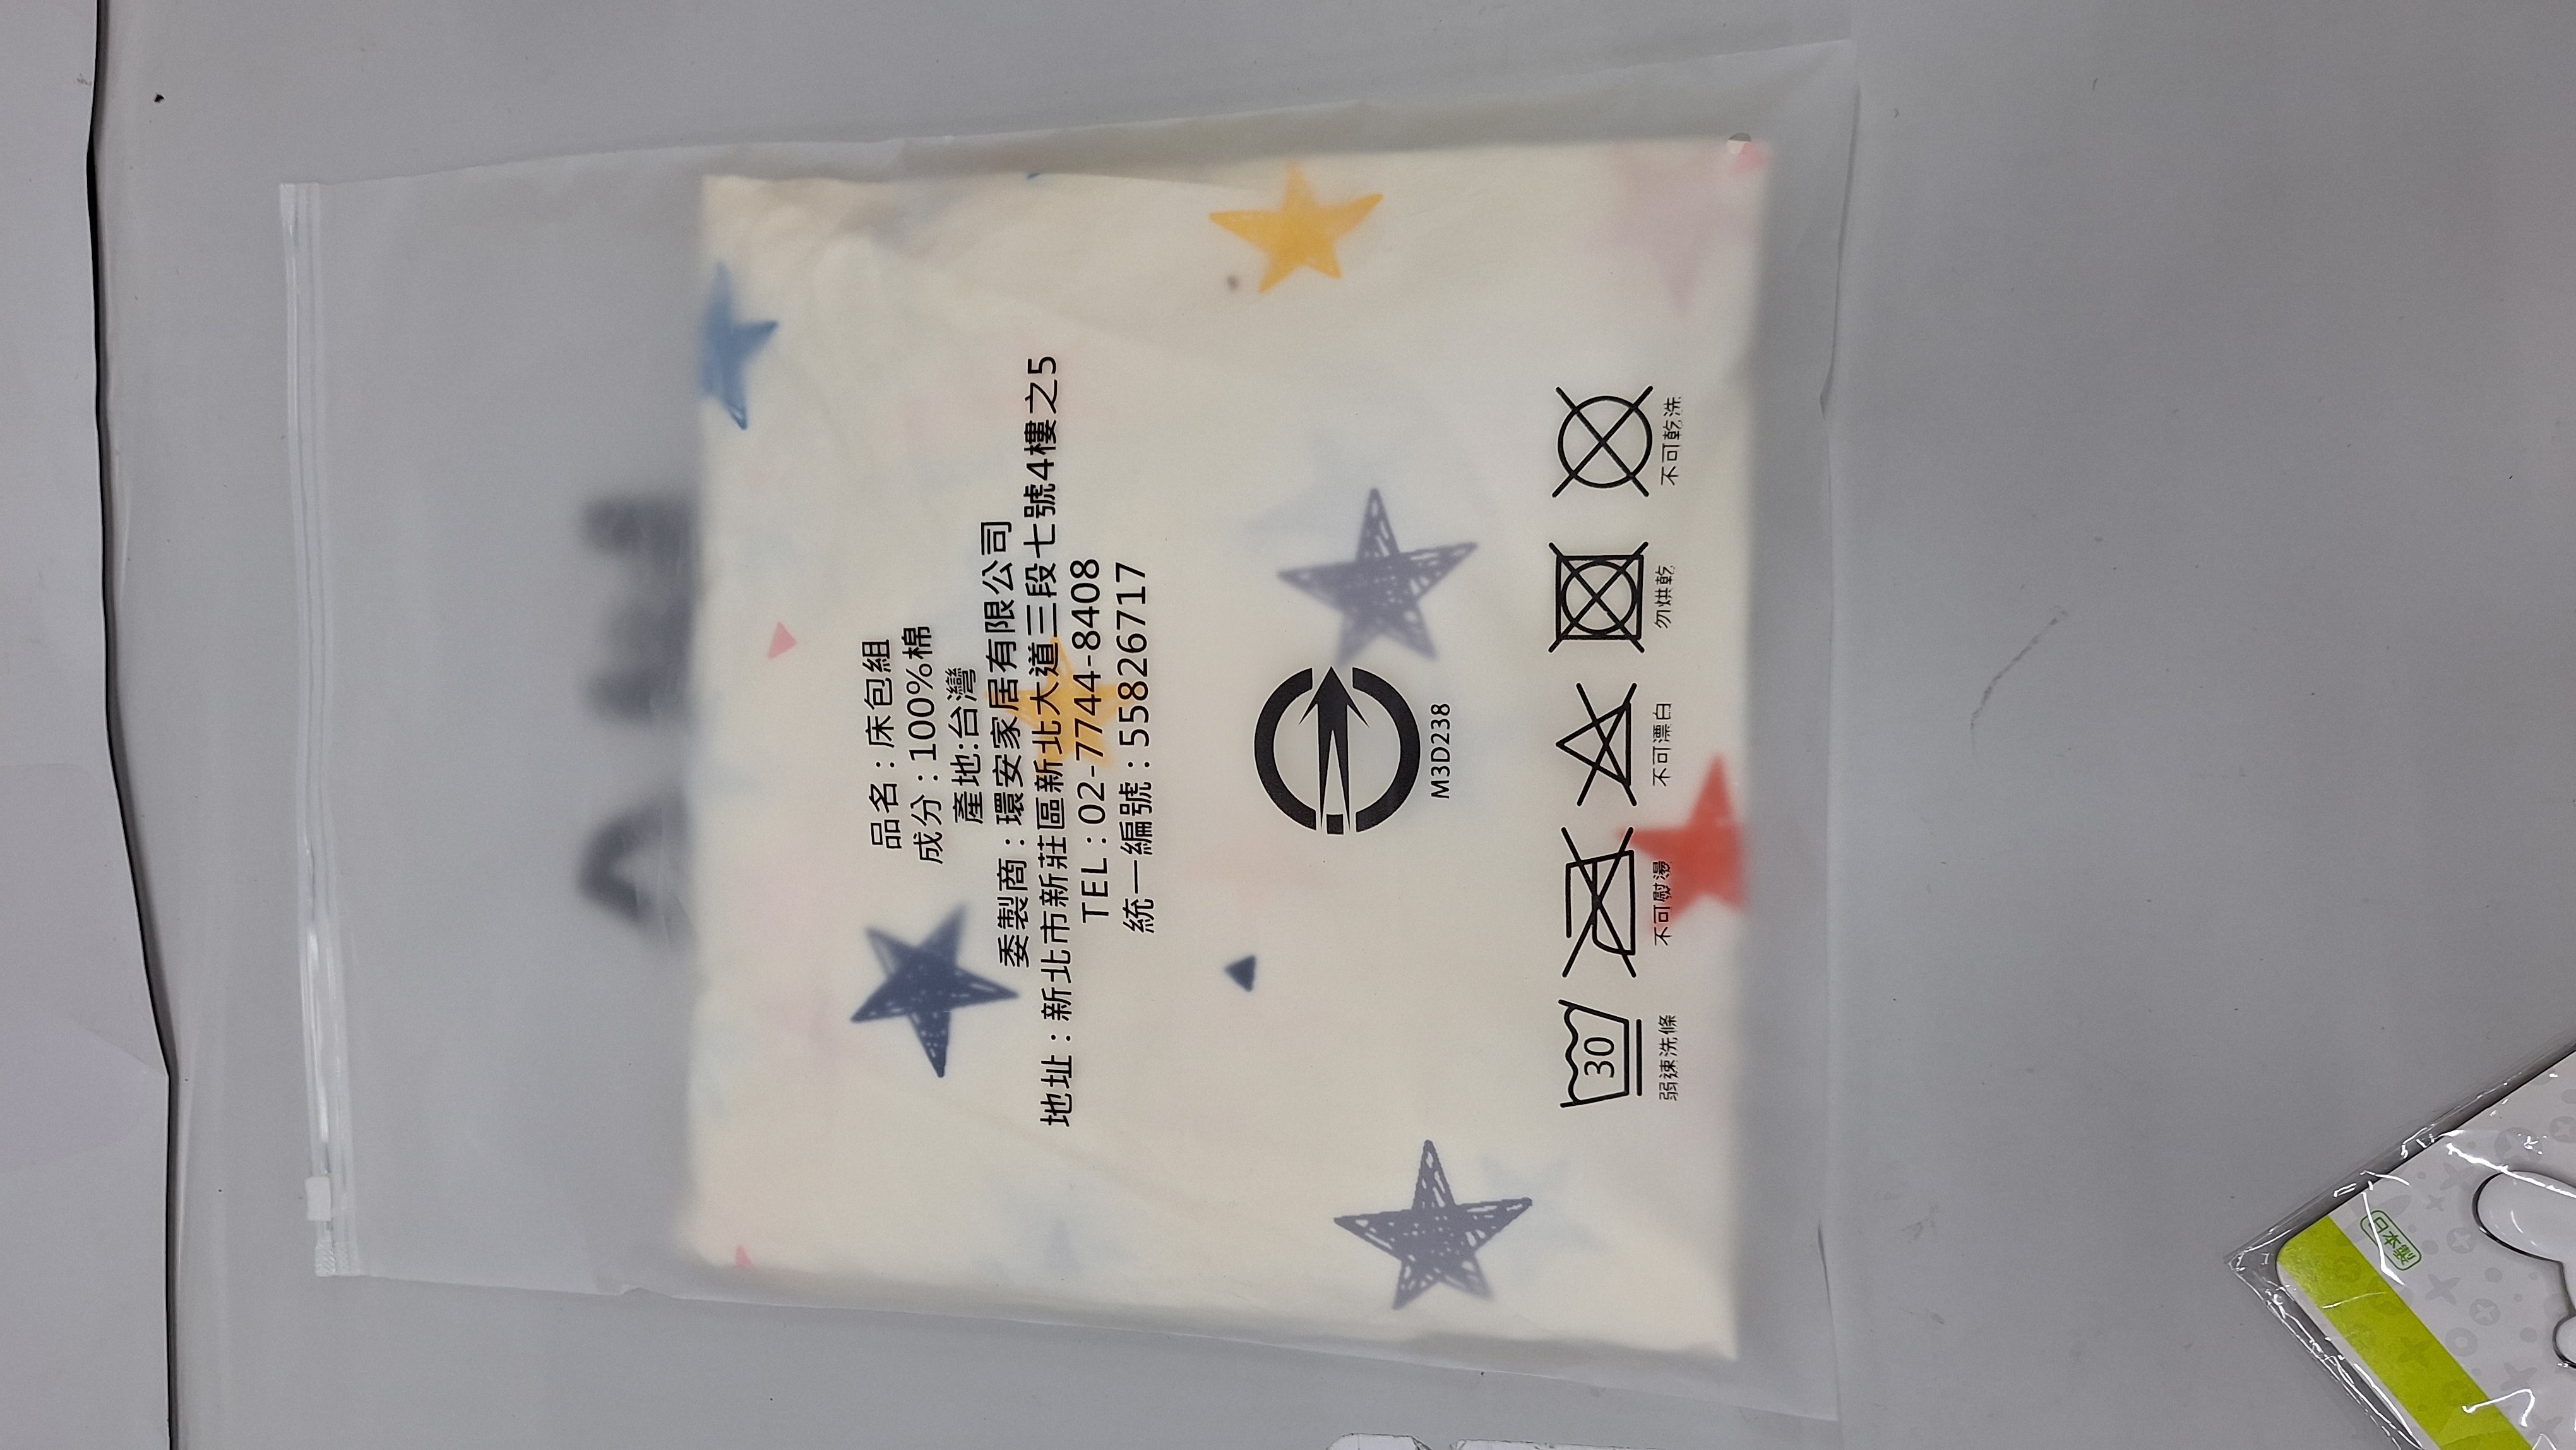 品名：床包組
成分：100%棉
產地:台灣
委製商：環安家居有限公司
地址：新北市新莊區新北大道三段七號4樓之5
TEL：02-7744-8408
統一編號：55826717
M3D238
30
弱速洗滌
不可熨燙
不可漂白
勿烘乾
不可乾洗
日本製